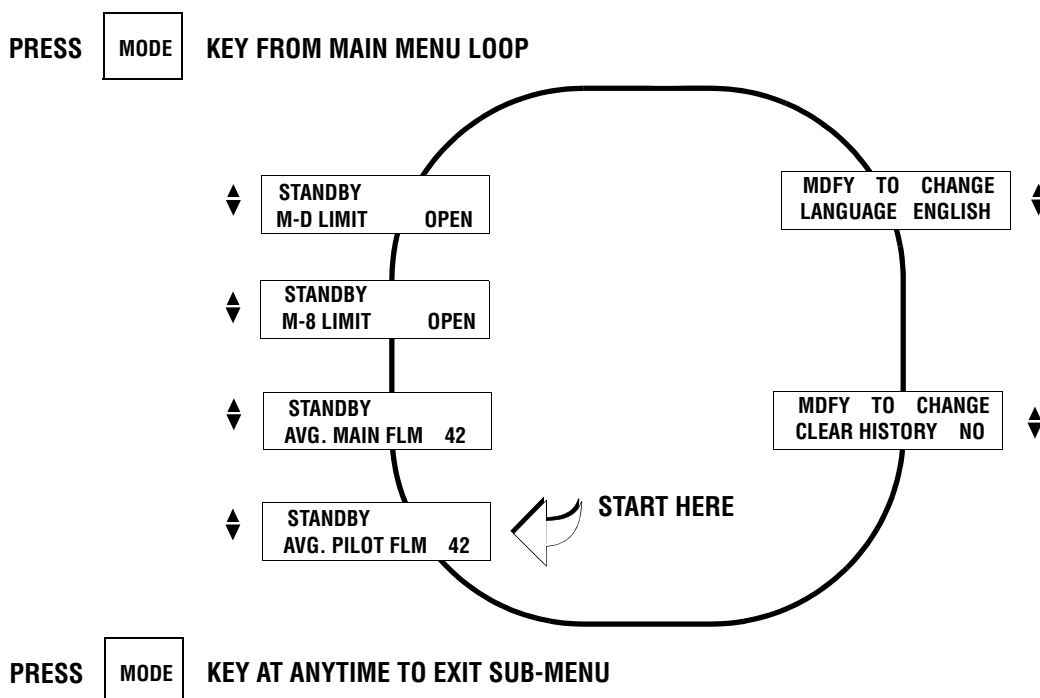 PRESS MODE KEY FROM MAIN MENU LOOP
STANDBY
M-D LIMIT OPEN
MDFY TO CHANGE
LANGUAGE ENGLISH
STANDBY
M-8 LIMIT OPEN
STANDBY
AVG. MAIN FLM 42
MDFY TO CHANGE
CLEAR HISTORY NO
STANDBY
AVG. PILOT FLM 42
START HERE
PRESS MODE KEY AT ANYTIME TO EXIT SUB-MENU